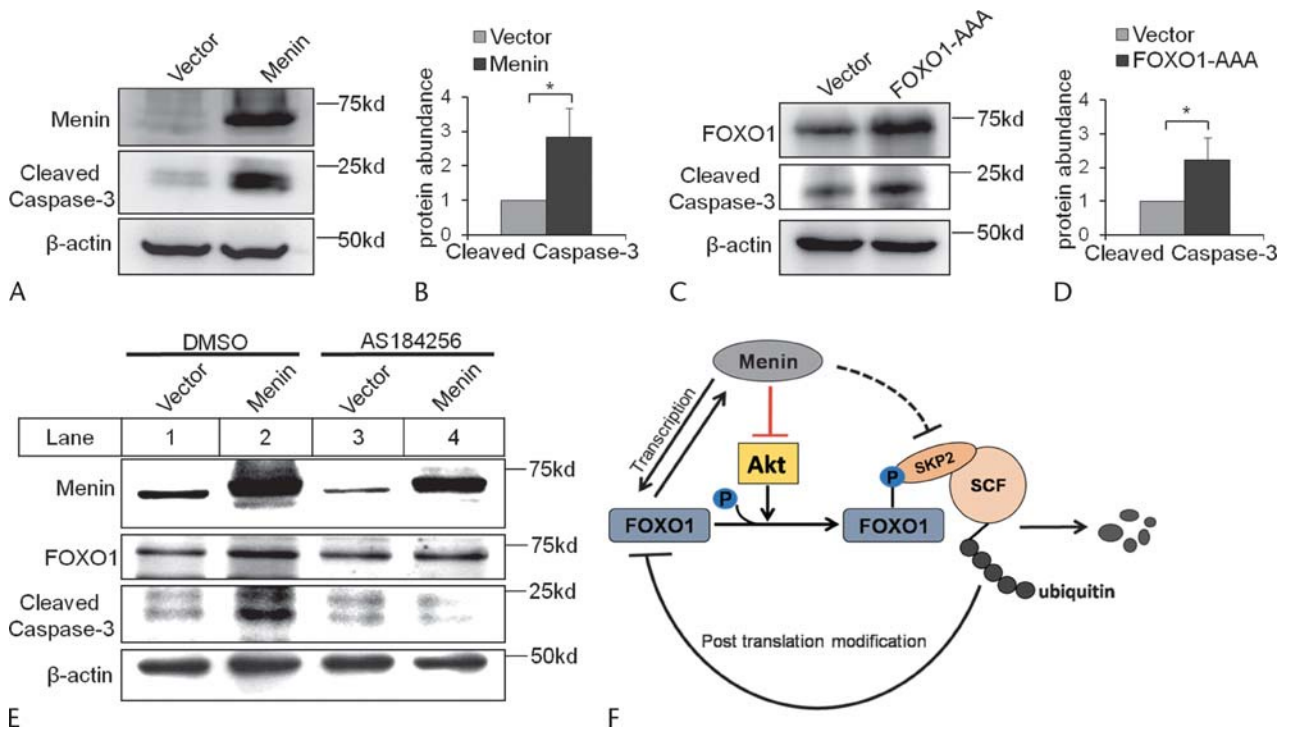 Vector
Menin
Menin
75kd
Cleaved
Caspase-3
25kd
β-actin
50kd
A
Vector
Menin
protein abundance
4
3
2
1
0
*
Cleaved Caspase-3
B
Vector
FOXO1-AAA
FOXO1
75kd
Cleaved
Caspase-3
25kd
β-actin
50kd
C
Vector
FOXO1-AAA
protein abundance
4
3
2
1
0
*
Cleaved Caspase-3
D
DMSO
AS184256
Vector
Menin
Vector
Menin
Lane
1
2
3
4
Menin
75kd
FOXO1
75kd
Cleaved
Caspase-3
25kd
β-actin
50kd
E
Menin
Transcription
Akt
P
FOXO1
P
SKP2
SCF
FOXO1
ubiquitin
Post translation modification
F